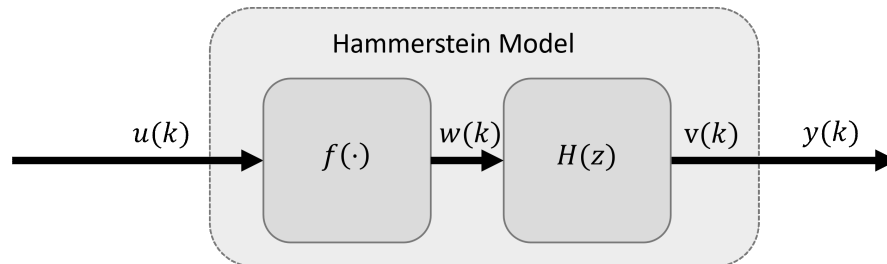 Hammerstein Model
u(k)
f(·)
w(k)
H(z)
v(k)
y(k)